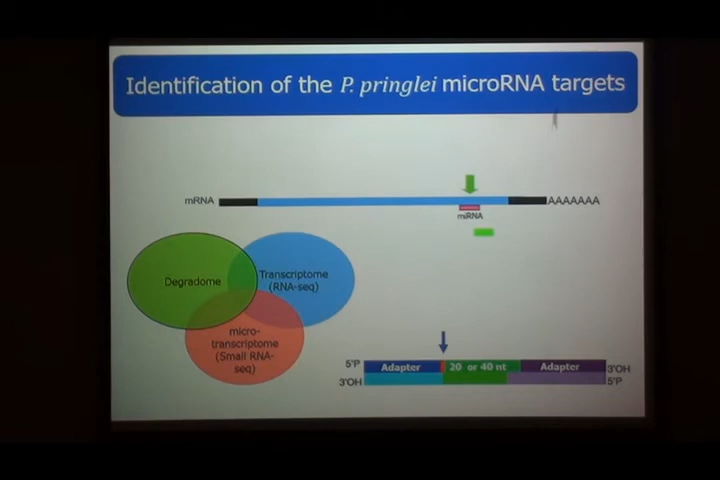 Identification of the P. pringlei microRNA targets
mRNA
AAAAAAA
miRNA
Degradome
Transcriptome
(RNA-seq)
micro-
transcriptome
(Small RNA-
seq)
5'P
Adapter
20 or 40 nt
Adapter
3'OH
3'OH
5'P